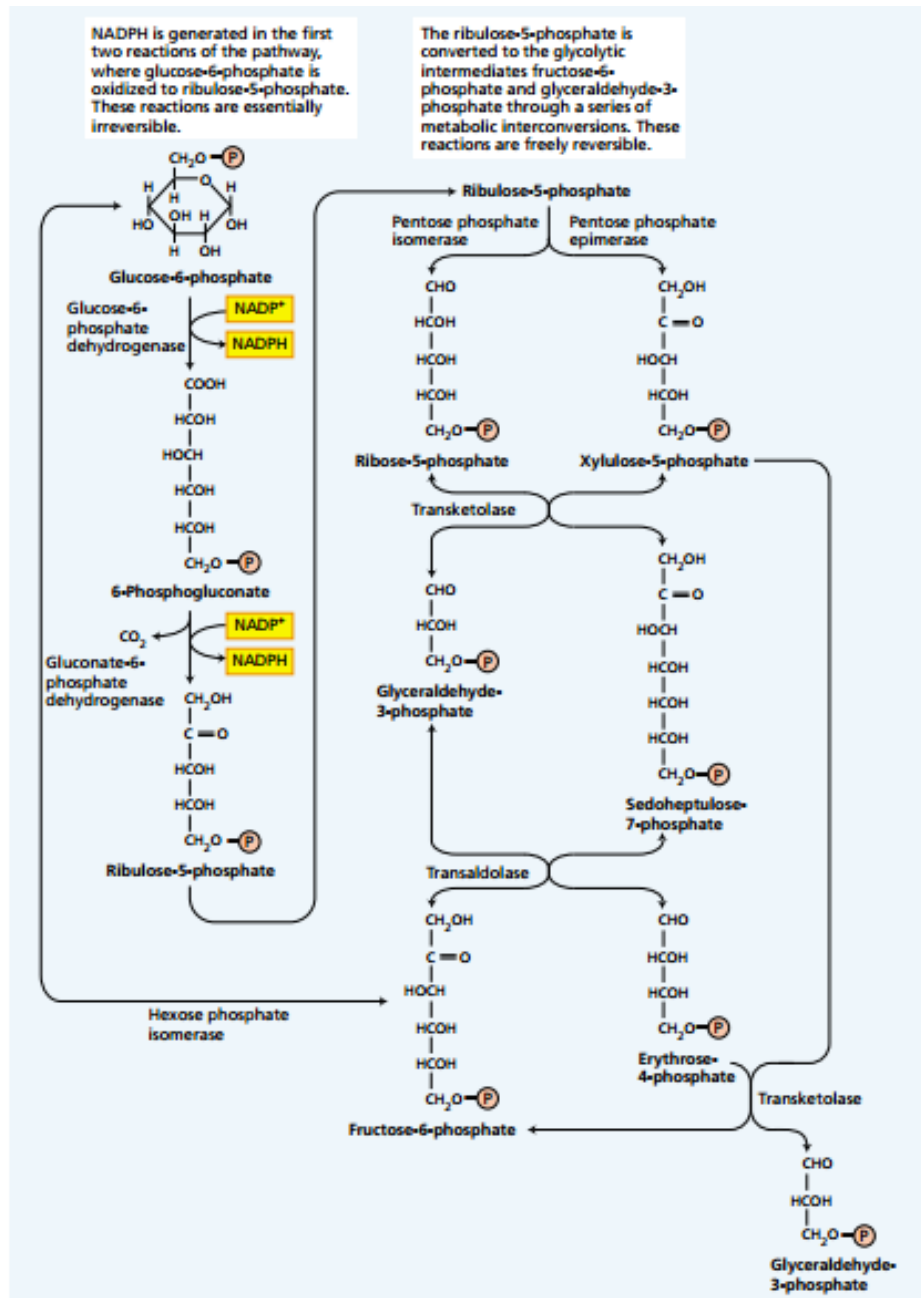 NADPH is generated in the first
two reactions of the pathway,
where glucose-6-phosphate is
oxidized to ribulose-5-phosphate.
These reactions are essentially
irreversible.
The ribulose-5-phosphate is
converted to the glycolytic
intermediates fructose-6-
phosphate and glyceraldehyde-3-
phosphate through a series of
metabolic interconversions. These
reactions are freely reversible.
CH₂O P
H O H
H
OH H
HO OH
H OH
Glucose-6-phosphate
Glucose-6-
phosphate
dehydrogenase
NADP⁺
NADPH
COOH
HCOH
HOCH
HCOH
HCOH
CH₂O P
6-Phosphogluconate
NADP⁺
CO₂
NADPH
Gluconate-6-
phosphate
dehydrogenase
CH₂OH
C=O
HCOH
HCOH
CH₂O P
Ribulose-5-phosphate
Hexose phosphate
isomerase
Ribulose-5-phosphate
Pentose phosphate
isomerase
Pentose phosphate
epimerase
CHO
HCOH
HCOH
HCOH
CH₂O P
Ribose-5-phosphate
CH₂OH
C=O
HOCH
HCOH
CH₂O P
Xylulose-5-phosphate
Transketolase
CHO
HCOH
CH₂O P
Glyceraldehyde-
3-phosphate
CH₂OH
C=O
HOCH
HCOH
HCOH
HCOH
CH₂O P
Sedoheptulose-
7-phosphate
Transaldolase
CH₂OH
C=O
HOCH
HCOH
HCOH
CH₂O P
Fructose-6-phosphate
CHO
HCOH
HCOH
CH₂O P
Erythrose-
4-phosphate
Transketolase
CHO
HCOH
CH₂O P
Glyceraldehyde-
3-phosphate